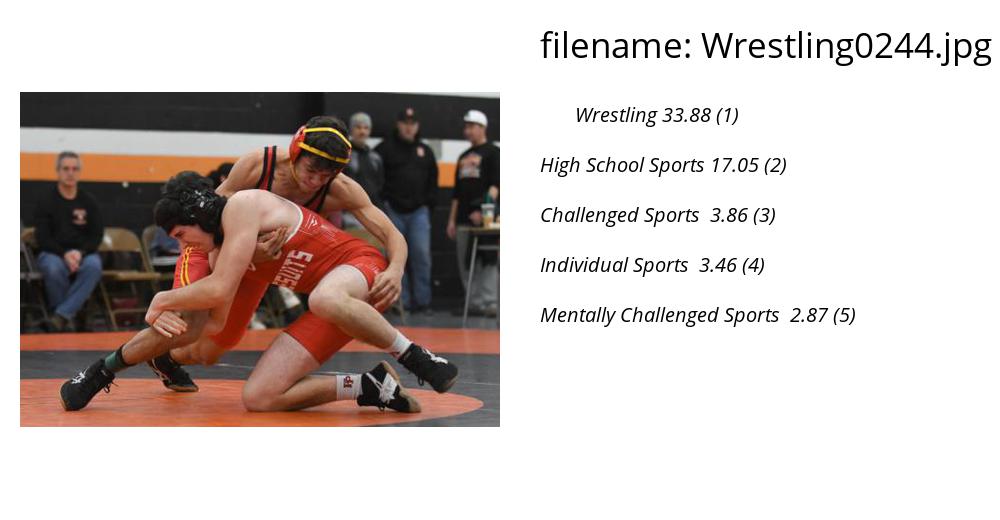 filename: Wrestling0244.jpg
Wrestling 33.88 (1)
High School Sports 17.05 (2)
Challenged Sports 3.86 (3)
Individual Sports 3.46 (4)
Mentally Challenged Sports 2.87 (5)